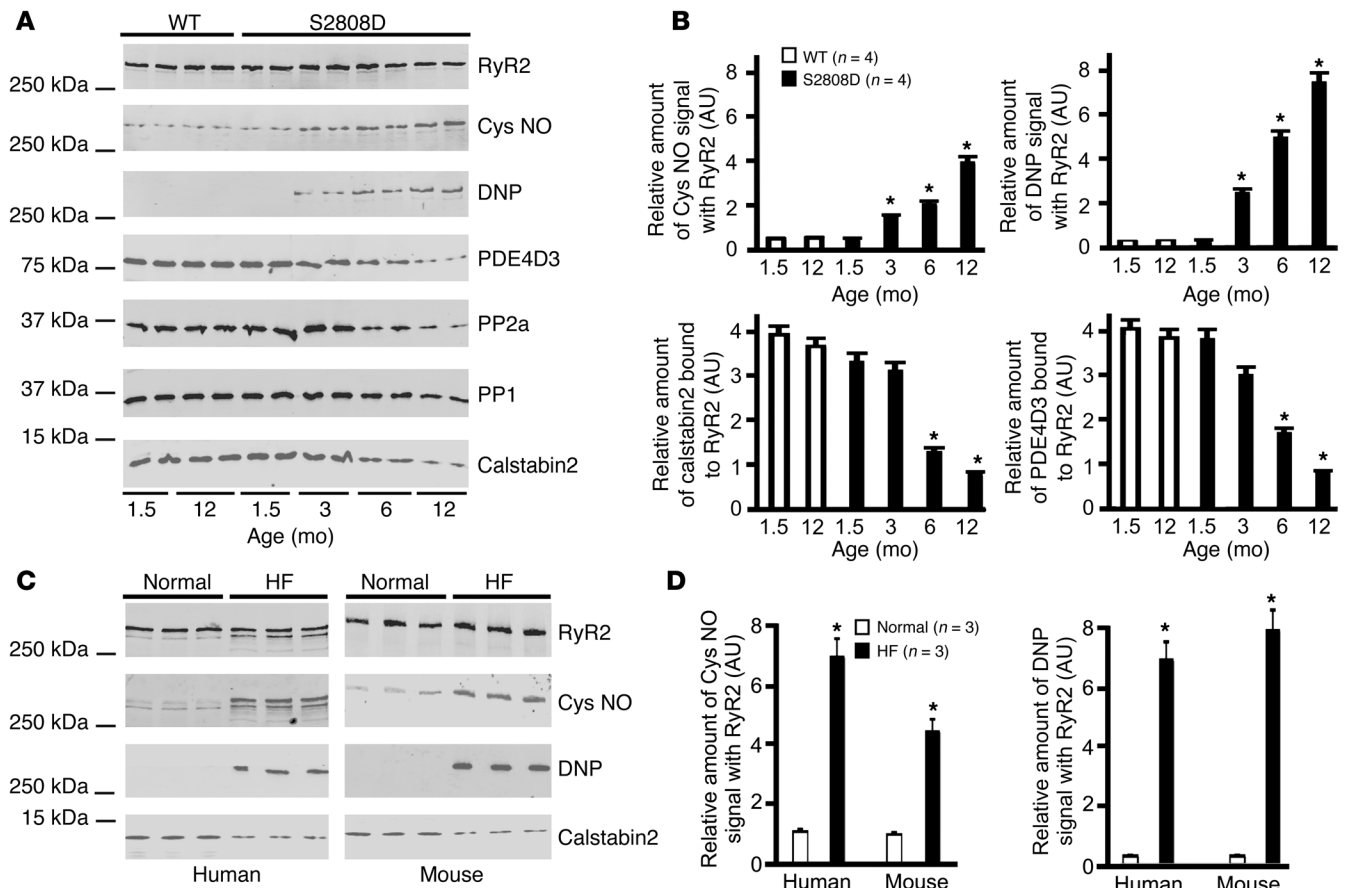 A
WT S2808D
RyR2
250 kDa
Cys NO
250 kDa
DNP
250 kDa
PDE4D3
75 kDa
37 kDa
PP2a
37 kDa
PP1
15 kDa
Calstabin2
1.5 12 1.5 3 6 12
Age (mo)
B
WT (n = 4)
S2808D (n = 4)
Relative amount
of Cys NO signal
with RyR2 (AU)
8
6
4
2
0
* * *
1.5 12 1.5 3 6 12
Age (mo)
Relative amount
of DNP signal
with RyR2 (AU)
8
6
4
2
0
* * *
1.5 12 1.5 3 6 12
Age (mo)
Relative amount
of calstabin2 bound
to RyR2 (AU)
4
3
2
1
0
* *
1.5 12 1.5 3 6 12
Age (mo)
Relative amount
of PDE4D3 bound
to RyR2 (AU)
4
3
2
1
0
* *
1.5 12 1.5 3 6 12
Age (mo)
C
Normal HF Normal HF
RyR2
250 kDa
Cys NO
250 kDa
DNP
250 kDa
15 kDa
Calstabin2
Human Mouse
D
Normal (n = 3)
HF (n = 3)
Relative amount of Cys NO
signal with RyR2 (AU)
8
6
4
2
0
* *
Human Mouse
Relative amount of DNP
signal with RyR2 (AU)
8
6
4
2
0
* *
Human Mouse